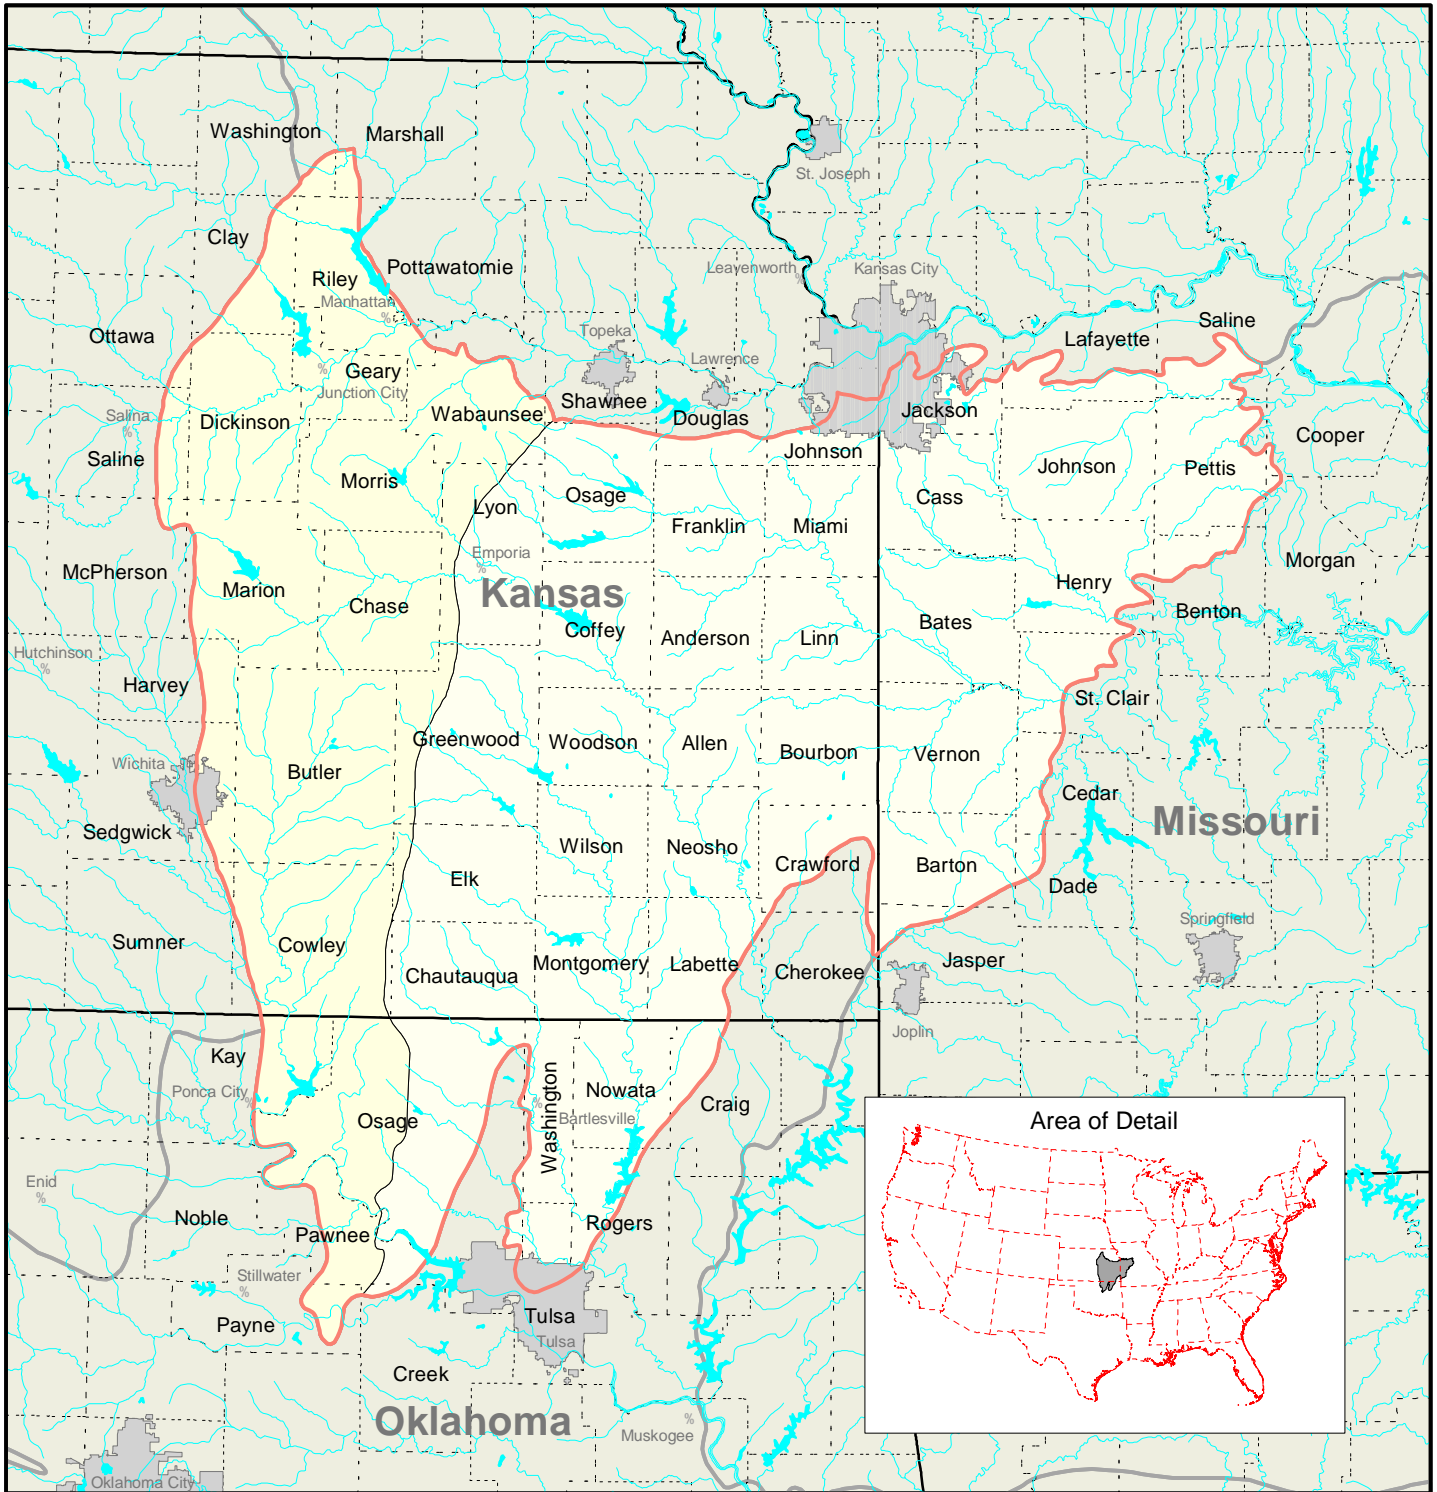 Washington
Marshall
St. Joseph
Clay
Riley
Pottawatomie
Leavenworth
%
Kansas City
Manhattan
%
Ottawa
Topeka
Lawrence
Lafayette
Saline
Geary
%
Junction City
Salina
%
Dickinson
Wabaunsee
Shawnee
Douglas
Jackson
Cooper
Saline
Johnson
Johnson
Pettis
Morris
Lyon
Osage
Cass
Franklin
Miami
Emporia
%
Morgan
McPherson
Marion
Chase
Kansas
Henry
Benton
Coffey
Anderson
Linn
Bates
Hutchinson
%
Harvey
St. Clair
Greenwood
Woodson
Allen
Bourbon
Vernon
Wichita
Butler
Cedar
Missouri
Sedgwick
Wilson
Neosho
Crawford
Barton
Elk
Dade
Springfield
Sumner
Cowley
Chautauqua
Montgomery
Labette
Cherokee
Jasper
Joplin
Kay
Ponca City
%
Osage
Washington
%
Nowata
Bartlesville
Craig
Area of Detail
Enid
%
Noble
Pawnee
Rogers
Stillwater
%
Payne
Tulsa
Tulsa
Creek
Oklahoma
%
Muskogee
Oklahoma City